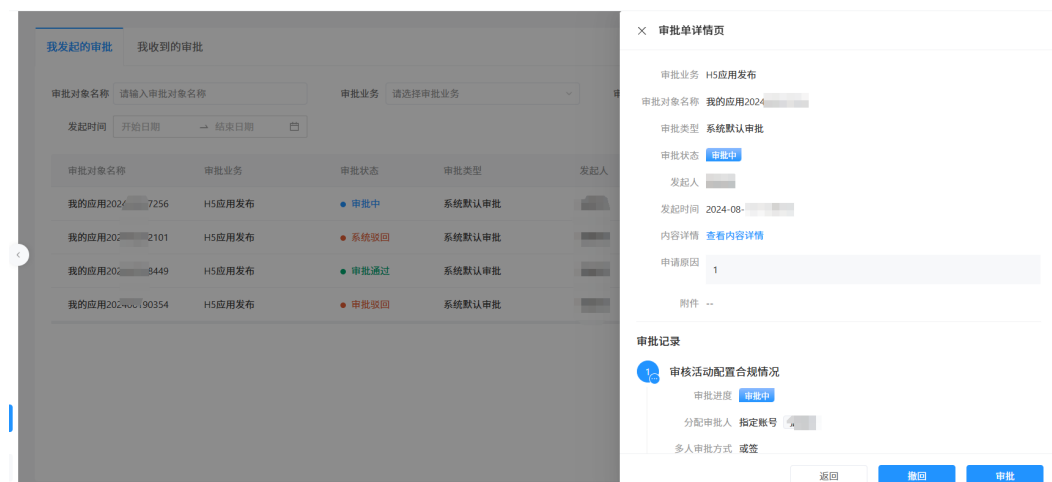 我发起的审批 我收到的审批
审批对象名称 请输入审批对象名称 审批业务 请选择审批业务
发起时间 开始日期 → 结束日期
审批对象名称 审批业务 审批状态 审批类型 发起人
我的应用202 7256 H5应用发布 审批中 系统默认审批
我的应用202 2101 H5应用发布 系统驳回 系统默认审批
我的应用202 8449 H5应用发布 审批通过 系统默认审批
我的应用202 190354 H5应用发布 审批驳回 系统默认审批
审批单详情页
审批业务 H5应用发布
审批对象名称 我的应用2024
审批类型 系统默认审批
审批状态 审批中
发起人
发起时间 2024-08-
内容详情 查看内容详情
申请原因 1
附件 --
审批记录
1 审核活动配置合规情况
审批进度 审批中
分配审批人 指定账号
多人审批方式 或签
返回 撤回 审批